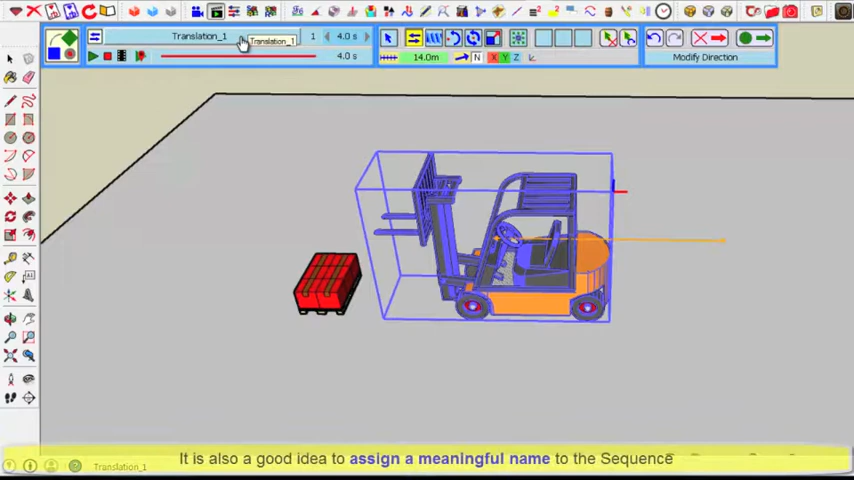 Translation_1 1 4.0 s
Translation_1
4.0 s
14.0m N X Y Z
Modify Direction
A1
It is also a good idea to assign a meaningful name to the Sequence
Translation_1